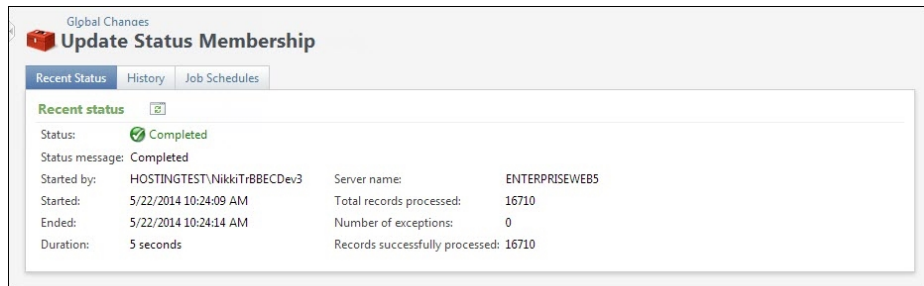 Global Changes
Update Status Membership
Recent Status History Job Schedules
Recent status
Status: Completed
Status message: Completed
Started by: HOSTINGTEST\NikkiTrBBECDev3 Server name: ENTERPRISEWEB5
Started: 5/22/2014 10:24:09 AM Total records processed: 16710
Ended: 5/22/2014 10:24:14 AM Number of exceptions: 0
Duration: 5 seconds Records successfully processed: 16710